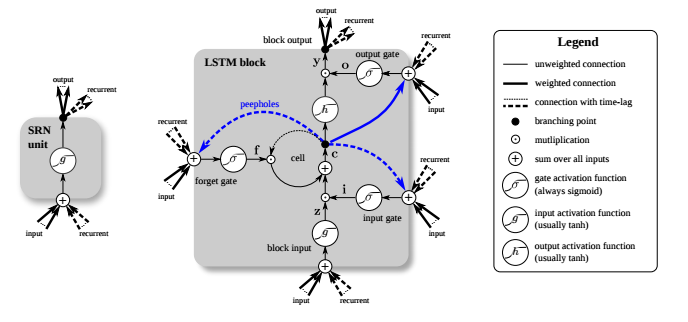 output
recurrent
SRN
unit
g
+
input
recurrent
output
recurrent
block output
LSTM block
y
o
output gate
σ
+
input
h
peepholes
recurrent
+
input
σ
forget gate
f
cell
c
+
recurrent
i
σ
input gate
+
input
z
g
block input
+
input
recurrent
Legend
unweighted connection
weighted connection
connection with time-lag
branching point
mutliplication
+
sum over all inputs
σ
gate activation function
(always sigmoid)
g
input activation function
(usually tanh)
h
output activation function
(usually tanh)